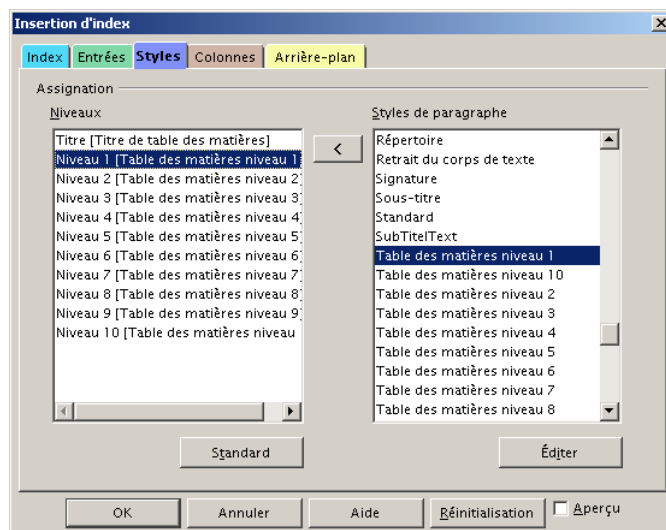 Insertion d'index
Index Entrées Styles Colonnes Arrière-plan
Assignation
Niveaux
Titre [Titre de table des matières]
Niveau 1 [Table des matières niveau 1
Niveau 2 [Table des matières niveau 2]
Niveau 3 [Table des matières niveau 3]
Niveau 4 [Table des matières niveau 4]
Niveau 5 [Table des matières niveau 5]
Niveau 6 [Table des matières niveau 6]
Niveau 7 [Table des matières niveau 7]
Niveau 8 [Table des matières niveau 8]
Niveau 9 [Table des matières niveau 9]
Niveau 10 [Table des matières niveau
Standard
<
Styles de paragraphe
Répertoire
Retrait du corps de texte
Signature
Sous-titre
Standard
SubTitelText
Table des matières niveau 1
Table des matières niveau 10
Table des matières niveau 2
Table des matières niveau 3
Table des matières niveau 4
Table des matières niveau 5
Table des matières niveau 6
Table des matières niveau 7
Table des matières niveau 8
Éditer
OK Annuler Aide Réinitialisation Aperçu